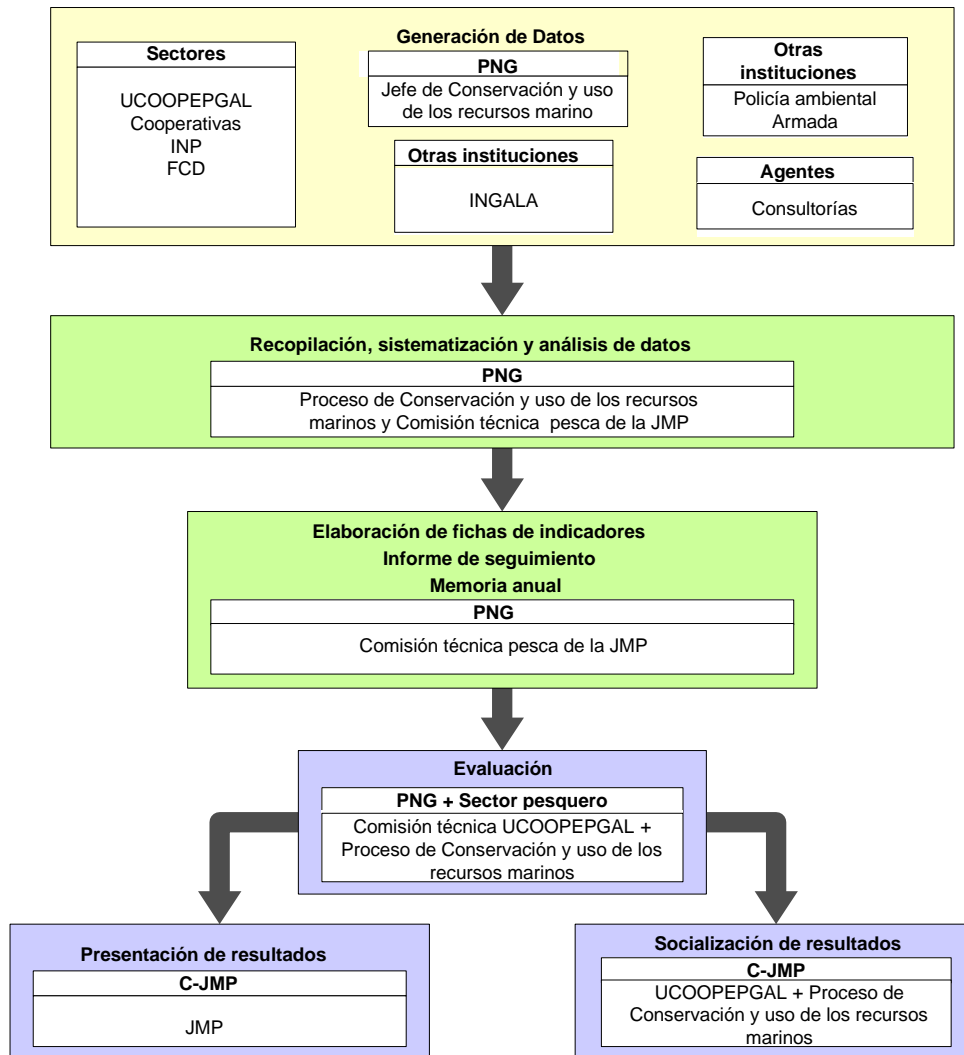 Generación de Datos
Sectores
UCOOPEPGAL
Cooperativas
INP
FCD
PNG
Jefe de Conservación y uso
de los recursos marino
Otras instituciones
INGALA
Otras
instituciones
Policía ambiental
Armada
Agentes
Consultorías
Recopilación, sistematización y análisis de datos
PNG
Proceso de Conservación y uso de los recursos
marinos y Comisión técnica pesca de la JMP
Elaboración de fichas de indicadores
Informe de seguimiento
Memoria anual
PNG
Comisión técnica pesca de la JMP
Evaluación
PNG + Sector pesquero
Comisión técnica UCOOPEPGAL +
Proceso de Conservación y uso de los
recursos marinos
Presentación de resultados
C-JMP
JMP
Socialización de resultados
C-JMP
UCOOPEPGAL + Proceso de
Conservación y uso de los recursos
marinos